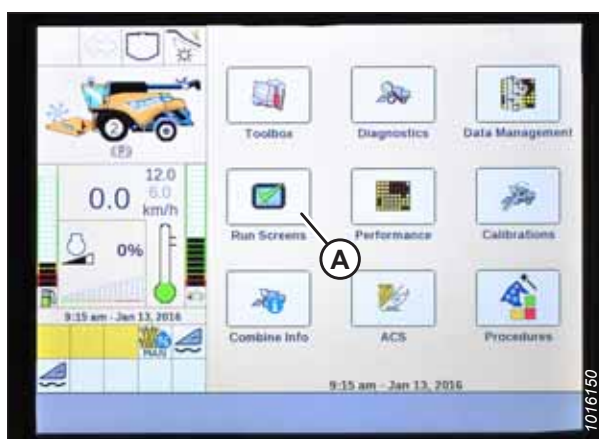 2
(P)
12.0
0.0 6.0
km/h
0%
9:15 am - Jan 13, 2016
MAN
Toolbox Diagnostics Data Management
Run Screens Performance Calibrations
A
Combine Info ACS Procedures
9:15 am - Jan 13, 2016
1016150